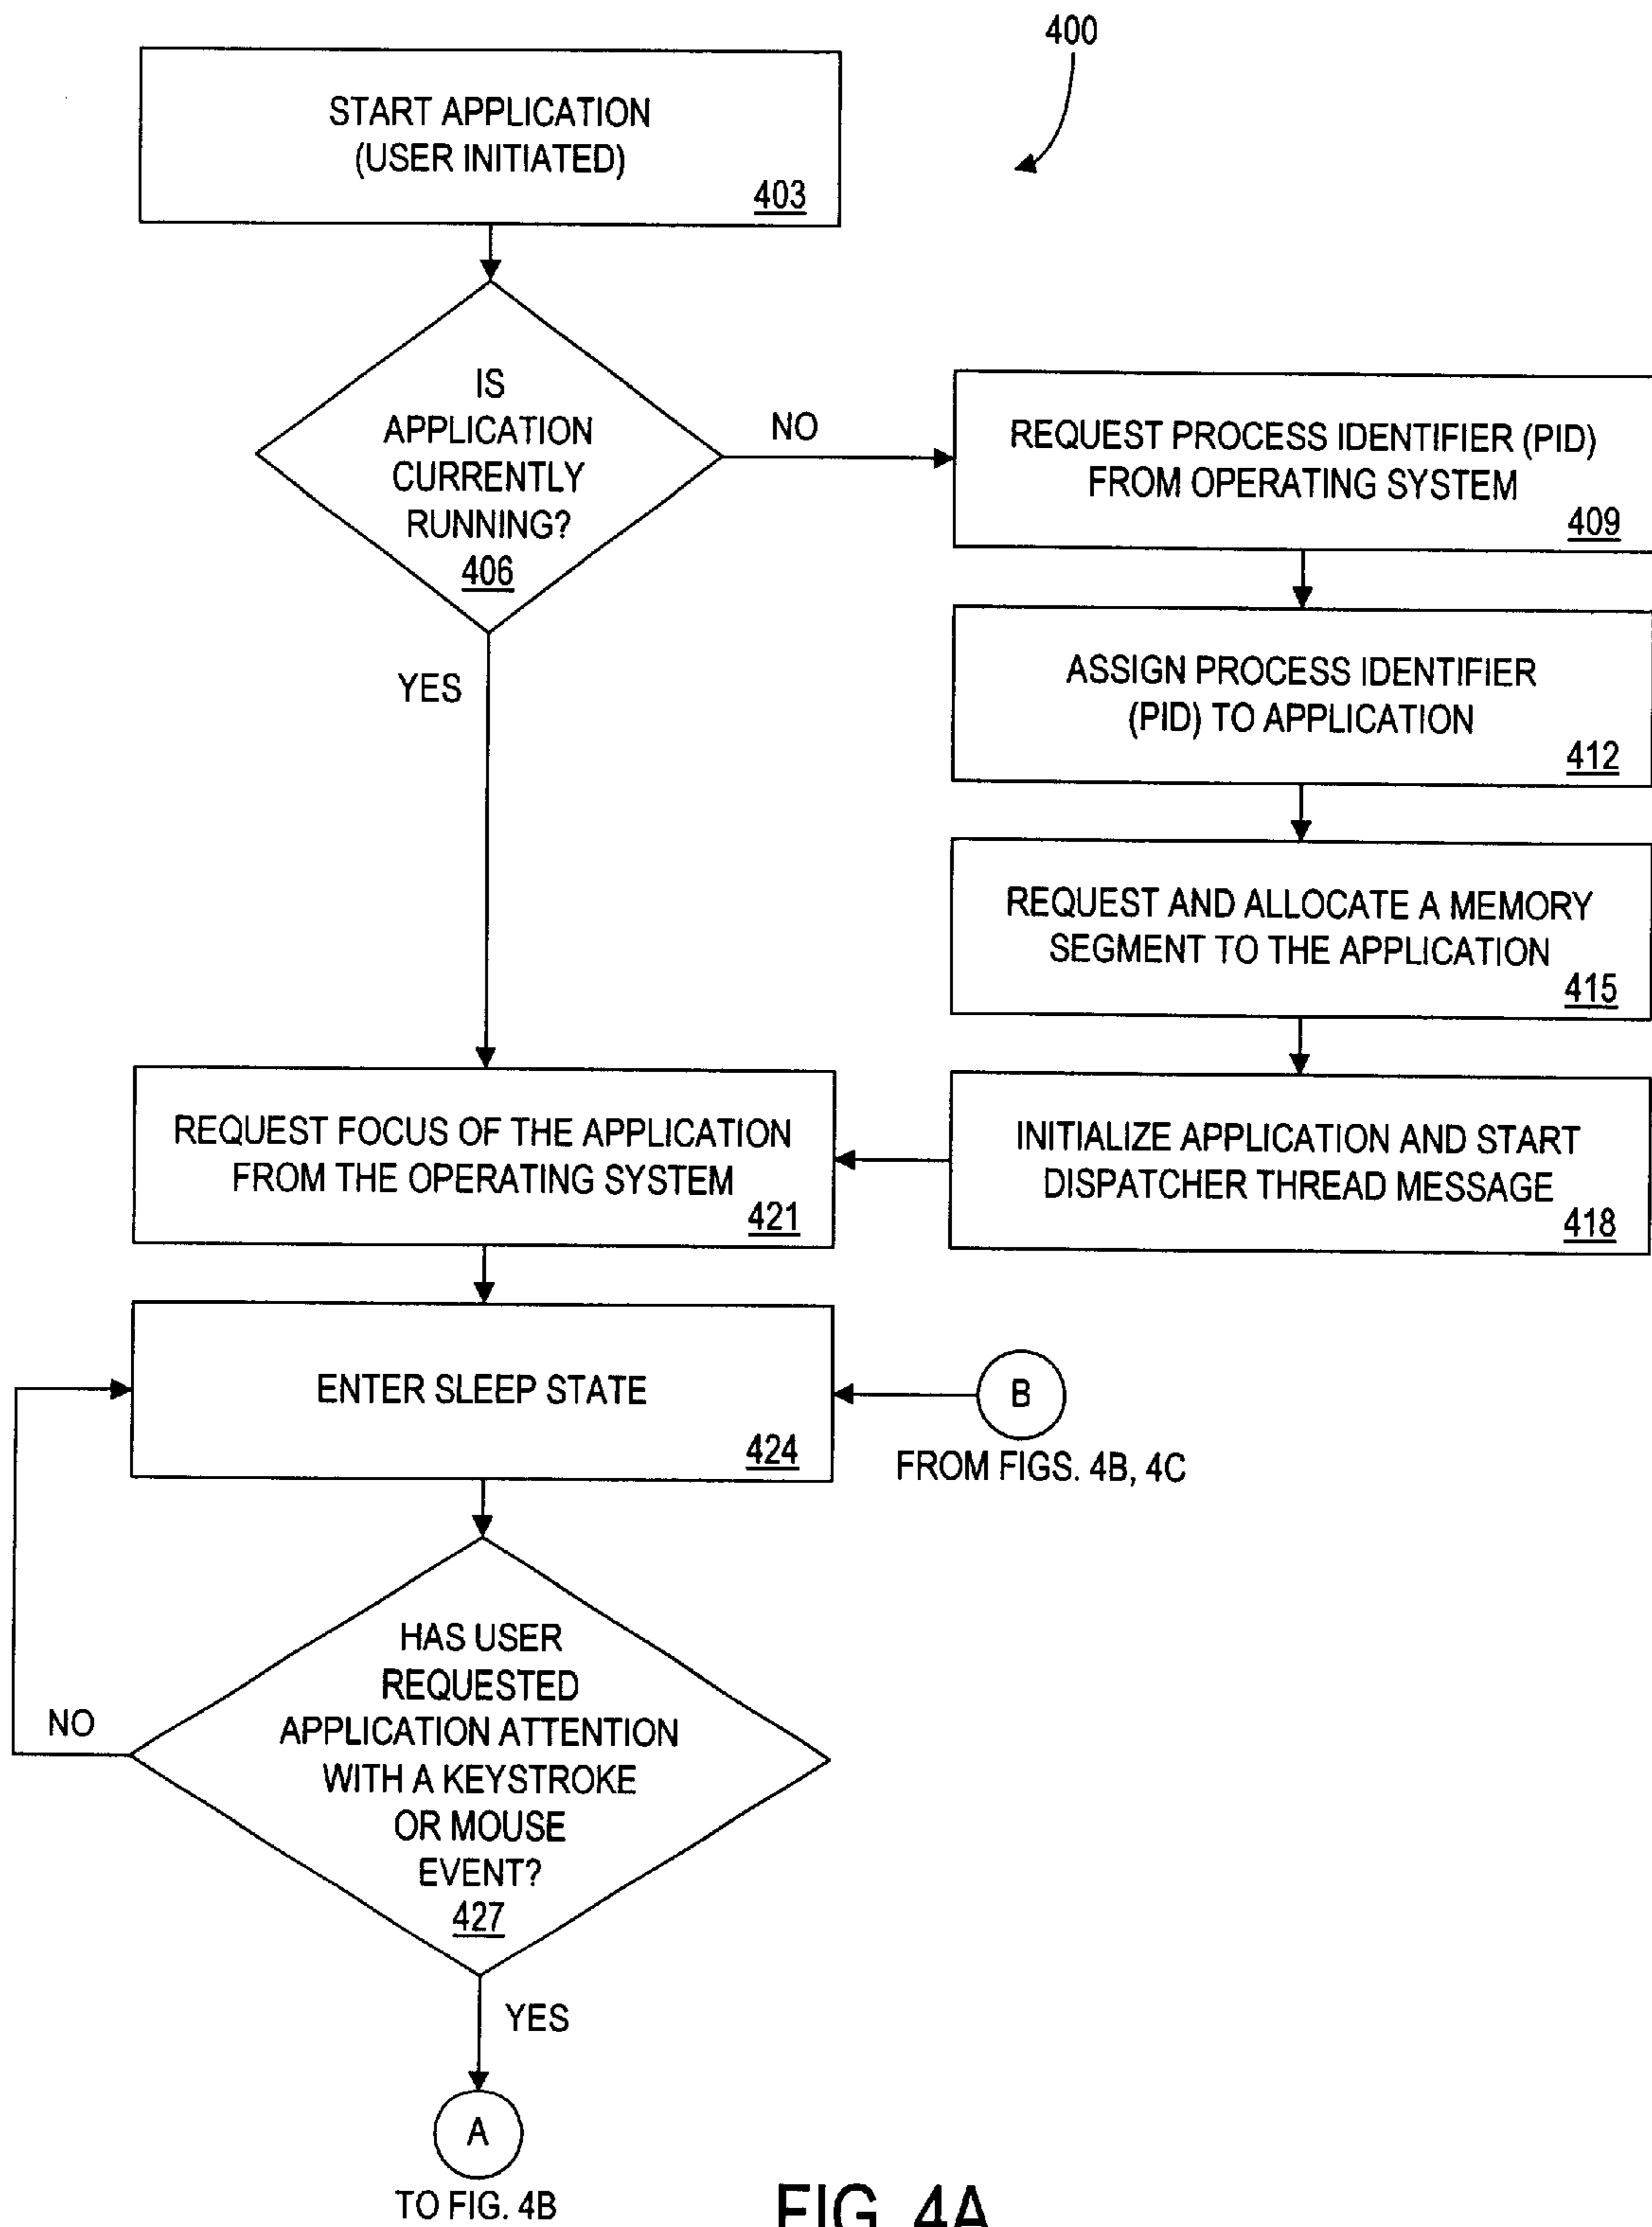 400
START APPLICATION
(USER INITIATED)
403
IS
APPLICATION
CURRENTLY
RUNNING?
406
NO
YES
REQUEST PROCESS IDENTIFIER (PID)
FROM OPERATING SYSTEM
409
ASSIGN PROCESS IDENTIFIER
(PID) TO APPLICATION
412
REQUEST AND ALLOCATE A MEMORY
SEGMENT TO THE APPLICATION
415
INITIALIZE APPLICATION AND START
DISPATCHER THREAD MESSAGE
418
REQUEST FOCUS OF THE APPLICATION
FROM THE OPERATING SYSTEM
421
ENTER SLEEP STATE
424
B
FROM FIGS. 4B, 4C
HAS USER
REQUESTED
APPLICATION ATTENTION
WITH A KEYSTROKE
OR MOUSE
EVENT?
427
NO
YES
A
TO FIG. 4B
FIG. 4A